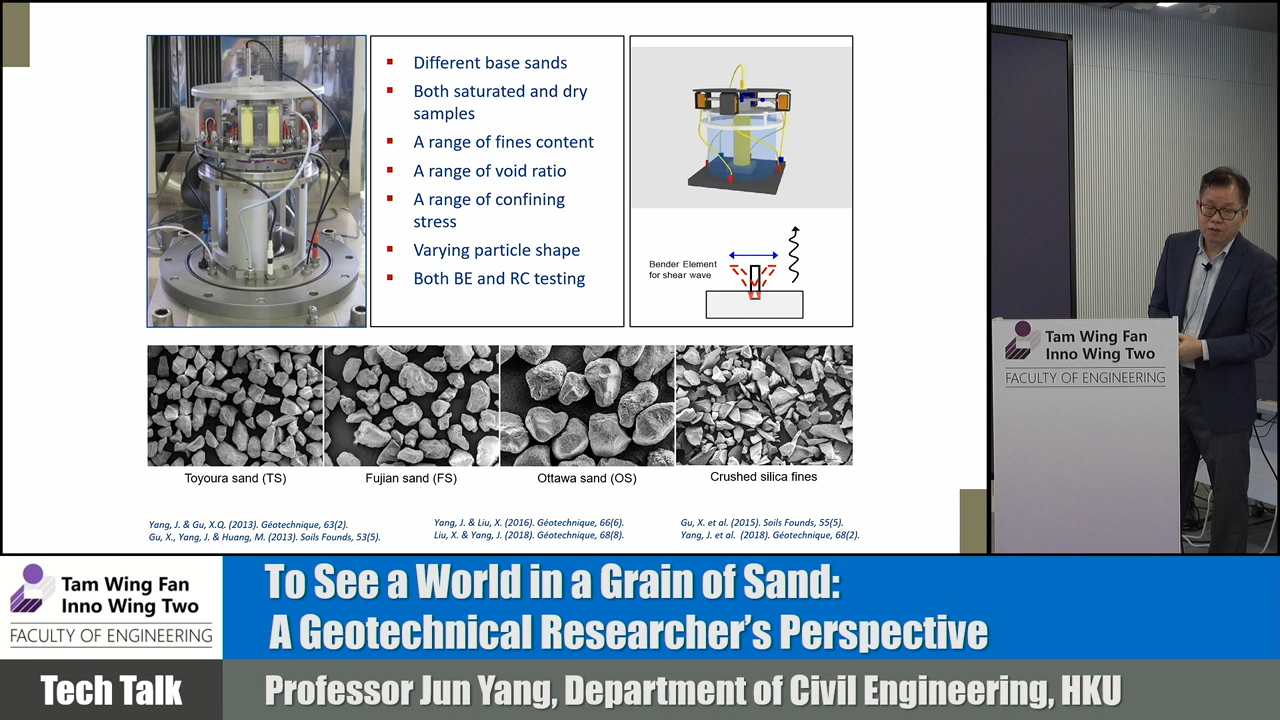 Different base sands
Both saturated and dry
samples
A range of fines content
A range of void ratio
A range of confining
stress
Varying particle shape
Both BE and RC testing
Bender Element
for shear wave
Toyoura sand (TS)
Fujian sand (FS)
Ottawa sand (OS)
Crushed silica fines
Yang, J. & Gu, X.Q. (2013). Géotechnique, 63(2).
Gu, X., Yang, J. & Huang, M. (2013). Soils Founds, 53(5).
Yang, J. & Liu, X. (2016). Géotechnique, 66(6).
Liu, X. & Yang, J. (2018). Géotechnique, 68(8).
Gu, X. et al. (2015). Soils Founds, 55(5).
Yang, J. et al. (2018). Géotechnique, 68(2).
Tam Wing Fan
Inno Wing Two
FACULTY OF ENGINEERING
Tam Wing Fan
Inno Wing Two
FACULTY OF ENGINEERING
To See a World in a Grain of Sand:
A Geotechnical Researcher's Perspective
Tech Talk
Professor Jun Yang, Department of Civil Engineering, HKU